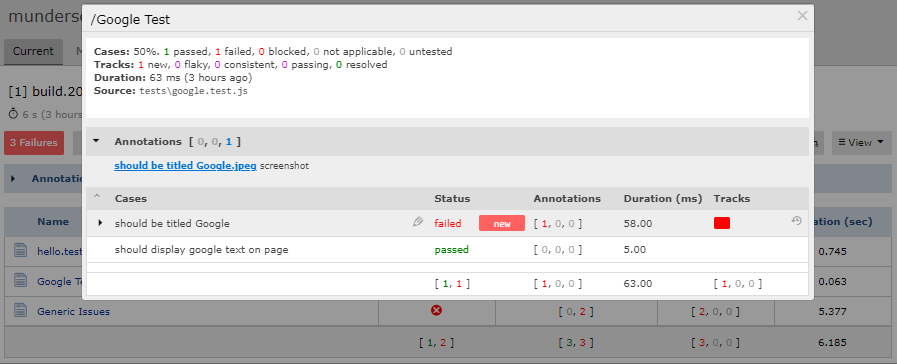 munderse
/Google Test
Current
Cases: 50%. 1 passed, 1 failed, 0 blocked, 0 not applicable, 0 untested
Tracks: 1 new, 0 flaky, 0 consistent, 0 passing, 0 resolved
Duration: 63 ms (3 hours ago)
Source: tests\google.test.js
[1] build.20
6 s (3 hours
3 Failures
View
Annotations [ 0, 0, 1 ]
should be titled Google.jpeg screenshot
Annotatio
Cases Status Annotations Duration (ms) Tracks
Name
ation (sec)
should be titled Google failed new [ 1, 0, 0 ] 58.00
should display google text on page passed [ 0, 0, 0 ] 5.00
hello.test
0.745
[ 1, 1 ] [ 1, 0, 0 ] 63.00 [ 1, 0, 0 ]
Google Te
0.063
Generic Issues [ 0, 2 ] [ 2, 0, 0 ] 5.377
[ 1, 2 ] [ 3, 3 ] [ 3, 0, 0 ] 6.185